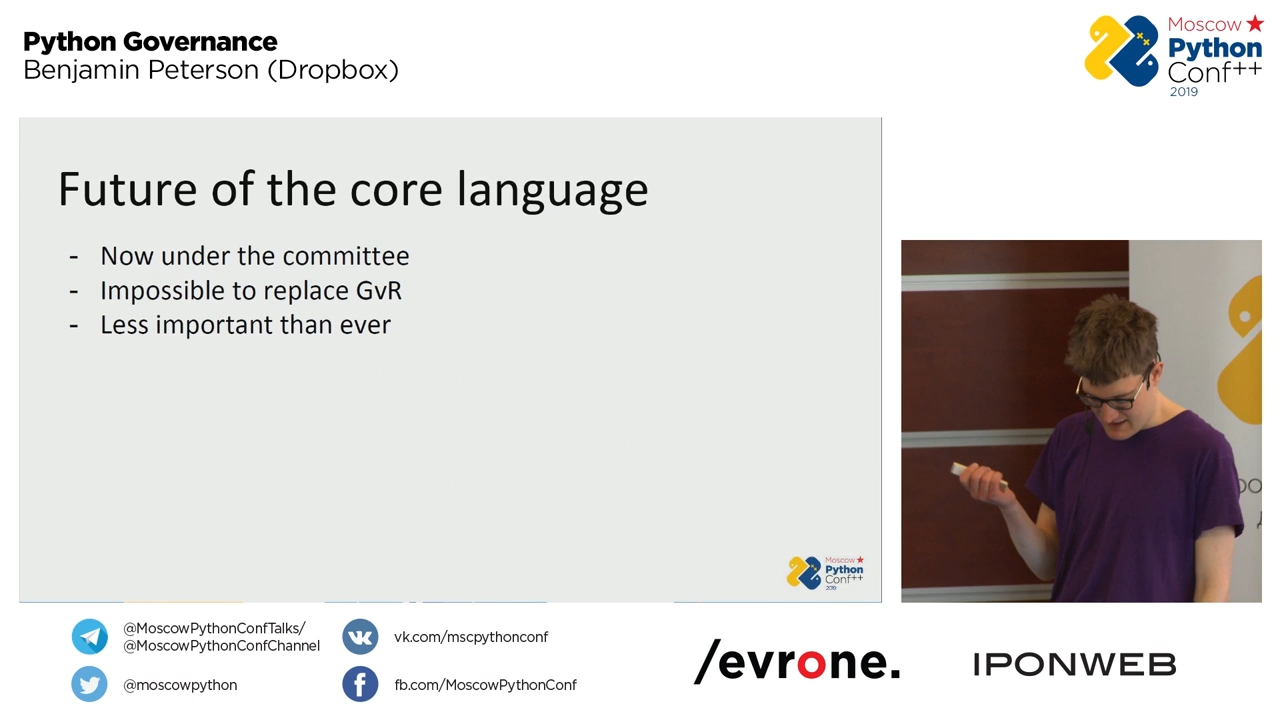 Python Governance
Benjamin Peterson (Dropbox)
Moscow
Python
Conf++
2019
Future of the core language
- Now under the committee
- Impossible to replace GvR
- Less important than ever
Moscow
Python
Conf++
2019
@MoscowPythonConfTalks/
@MoscowPythonConfChannel
vk.com/mscpythonconf
@moscowpython
fb.com/MoscowPythonConf
/evrone.
IPONWEB